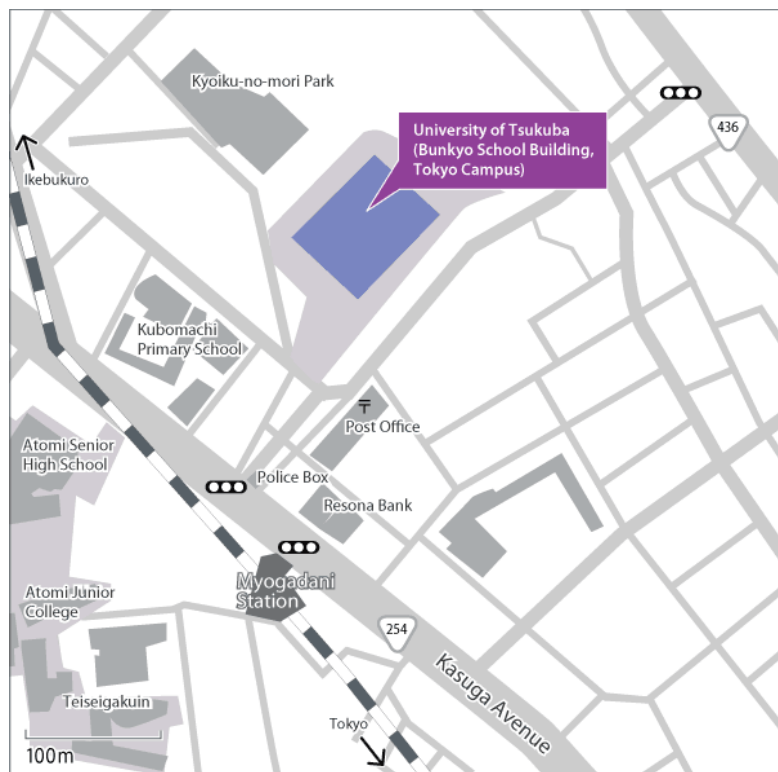 Kyoiku-no-mori Park
University of Tsukuba
(Bunkyo School Building,
Tokyo Campus)
436
Ikebukuro
Kubomachi
Primary School
〒
Post Office
Atomi Senior
High School
Police Box
Resona Bank
Myogadani
Station
Atomi Junior
College
254
Kasuga Avenue
Teiseigakuin
Tokyo
100m